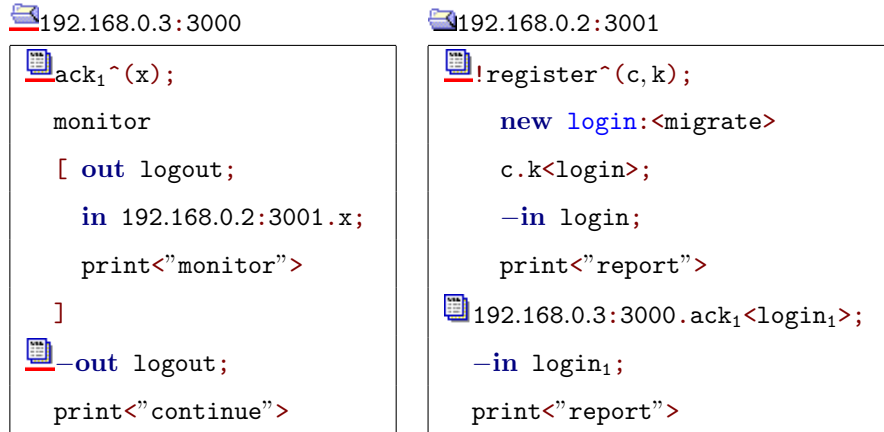 192.168.0.3:3000
ack₁^(x);
monitor
[ out logout;
in 192.168.0.2:3001.x;
print<”monitor”>
]
−out logout;
print<”continue”>
192.168.0.2:3001
!register^(c,k);
new login:<migrate>
c.k<login>;
−in login;
print<”report”>
192.168.0.3:3000.ack₁<login₁>;
−in login₁;
print<”report”>